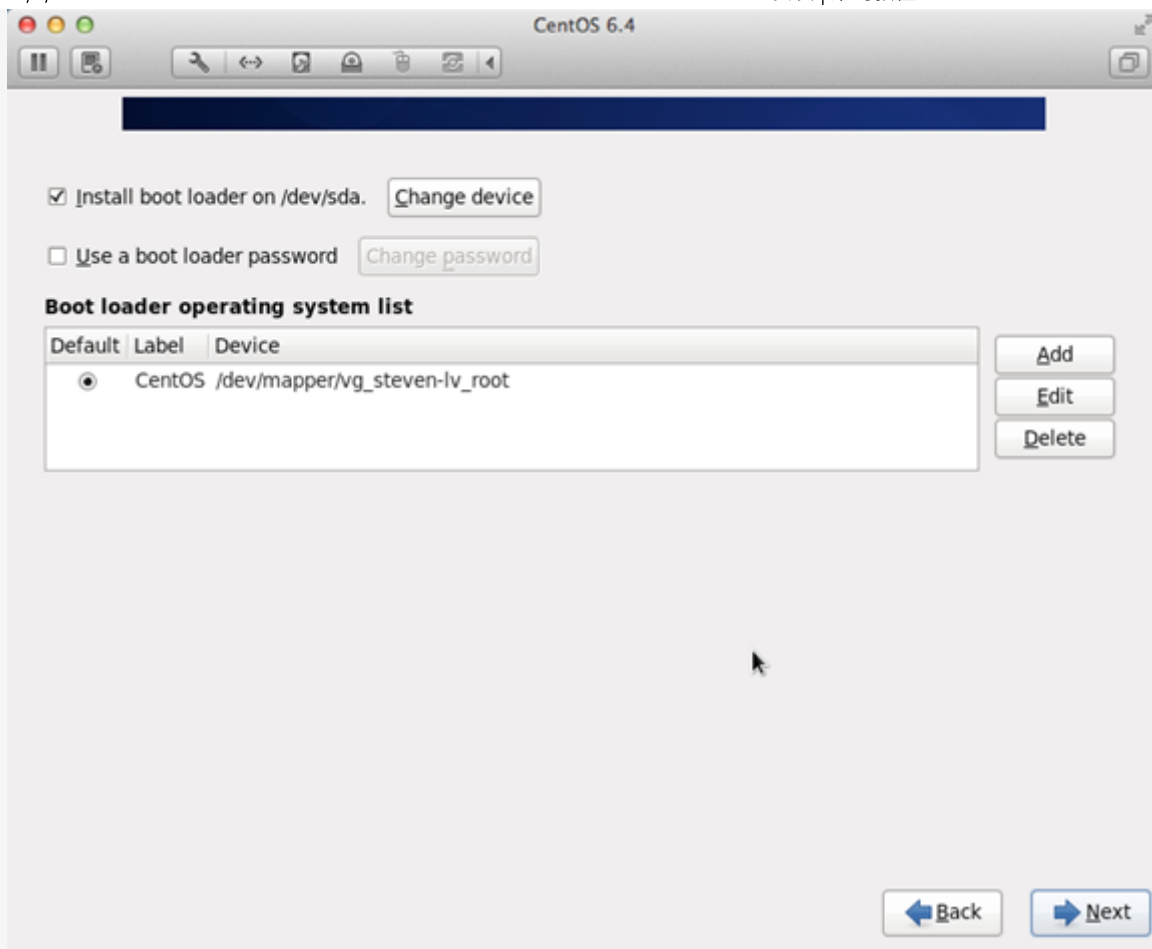 CentOS 6.4
Install boot loader on /dev/sda. Change device
Use a boot loader password Change password
Boot loader operating system list
Default Label Device
CentOS /dev/mapper/vg_steven-lv_root
Add
Edit
Delete
Back Next